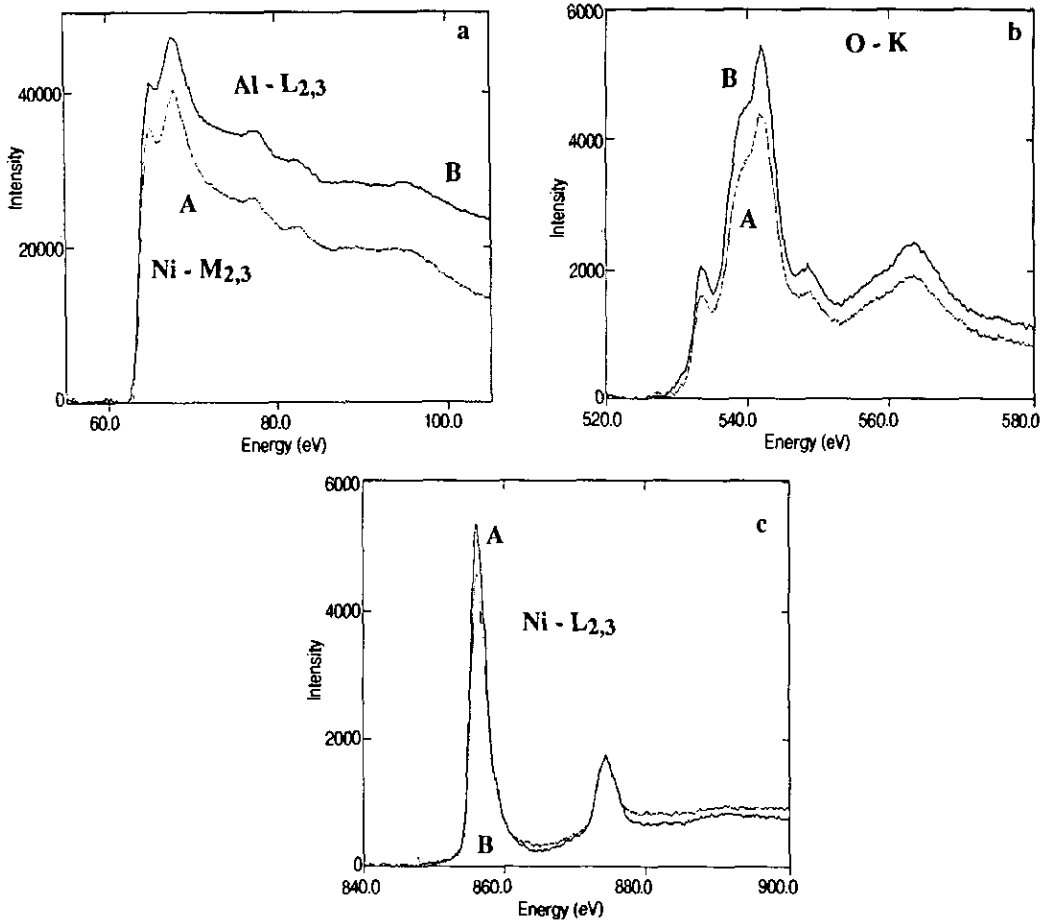 a
Al - L2,3
B
A
Ni - M2,3
40000
20000
0
Intensity
60.0 80.0 100.0
Energy (eV)
b
O - K
B
A
6000
4000
2000
0
Intensity
520.0 540.0 560.0 580.0
Energy (eV)
c
A
Ni - L2,3
B
6000
4000
2000
0
Intensity
840.0 860.0 880.0 900.0
Energy (eV)